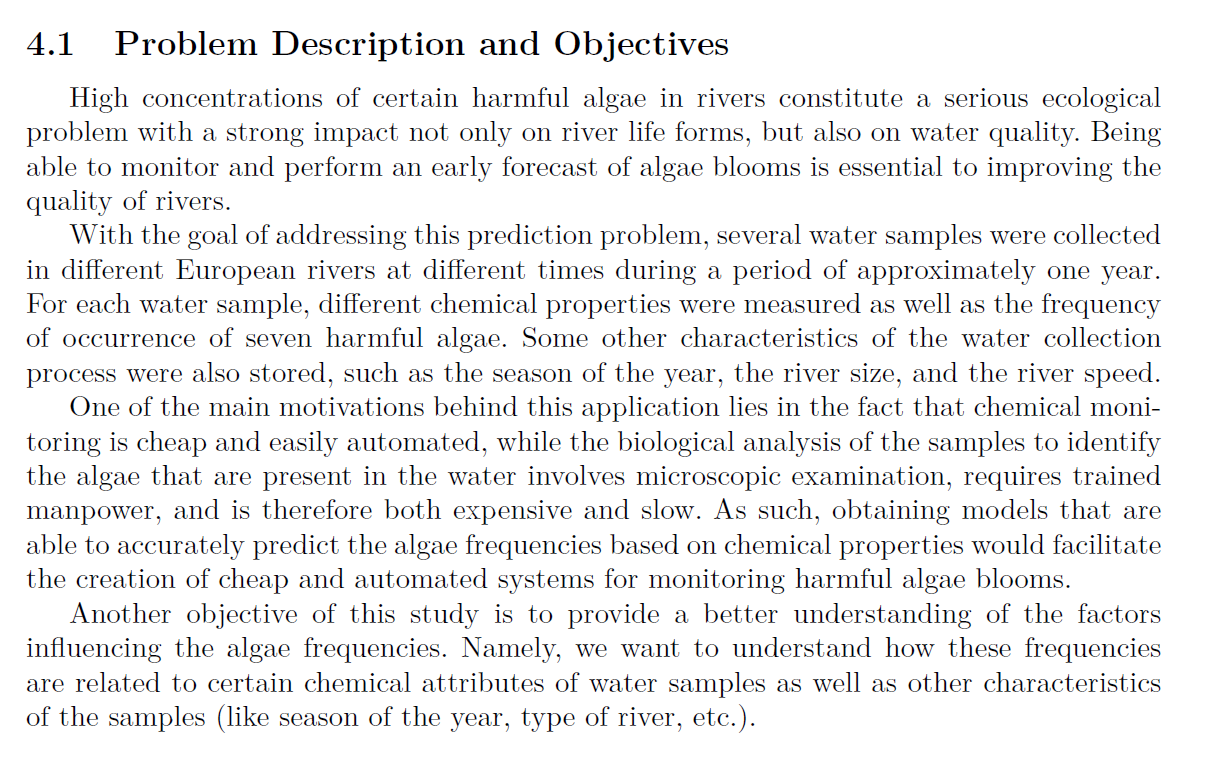 4.1 Problem Description and Objectives
High concentrations of certain harmful algae in rivers constitute a serious ecological
problem with a strong impact not only on river life forms, but also on water quality. Being
able to monitor and perform an early forecast of algae blooms is essential to improving the
quality of rivers.
With the goal of addressing this prediction problem, several water samples were collected
in different European rivers at different times during a period of approximately one year.
For each water sample, different chemical properties were measured as well as the frequency
of occurrence of seven harmful algae. Some other characteristics of the water collection
process were also stored, such as the season of the year, the river size, and the river speed.
One of the main motivations behind this application lies in the fact that chemical moni-
toring is cheap and easily automated, while the biological analysis of the samples to identify
the algae that are present in the water involves microscopic examination, requires trained
manpower, and is therefore both expensive and slow. As such, obtaining models that are
able to accurately predict the algae frequencies based on chemical properties would facilitate
the creation of cheap and automated systems for monitoring harmful algae blooms.
Another objective of this study is to provide a better understanding of the factors
influencing the algae frequencies. Namely, we want to understand how these frequencies
are related to certain chemical attributes of water samples as well as other characteristics
of the samples (like season of the year, type of river, etc.).